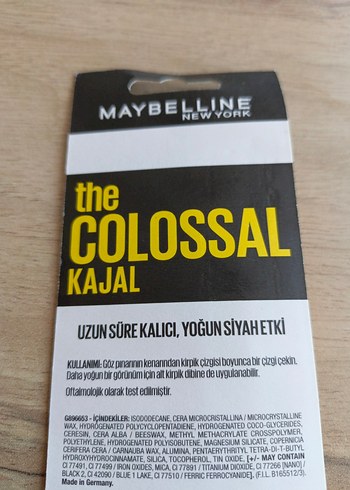 MAYBELLINE
NEW YORK
the
COLOSSAL
KAJAL
UZUN SÜRE KALICI, YOĞUN SİYAH ETKİ
KULLANIMI: Göz pınarının kenarından kirpik çizgisi boyunca bir çizgi çekin.
Daha yoğun bir görünüm için alt kirpik dibine de uygulanabilir.
Oftalmolojik olarak test edilmiştir.
G896653 - İÇİNDEKİLER: ISODODECANE, CERA MICROCRISTALLINA / MICROCRYSTALLINE
WAX, HYDROGENATED POLYCYCLOPENTADIENE, HYDROGENATED COCO-GLYCERIDES,
CERESIN, CERA ALBA / BEESWAX, METHYL METHACRYLATE CROSSPOLYMER,
POLYETHYLENE, HYDROGENATED POLYISOBUTENE, MAGNESIUM SILICATE, COPERNICIA
CERIFERA CERA / CARNAUBA WAX, ALUMINA, PENTAERYTHRITYL TETRA-DI-T-BUTYL
HYDROXYHYDROCINNAMATE, SILICA, TOCOPHEROL, TIN OXIDE, [+/- MAY CONTAIN
CI 77491, CI 77499 / IRON OXIDES, MICA, CI 77891 / TITANIUM DIOXIDE, CI 77266 [NANO] /
BLACK 2, CI 42090 / BLUE 1 LAKE, CI 77510 / FERRIC FERROCYANIDE]. (F.I.L. B165512/3).
Made in Germany.